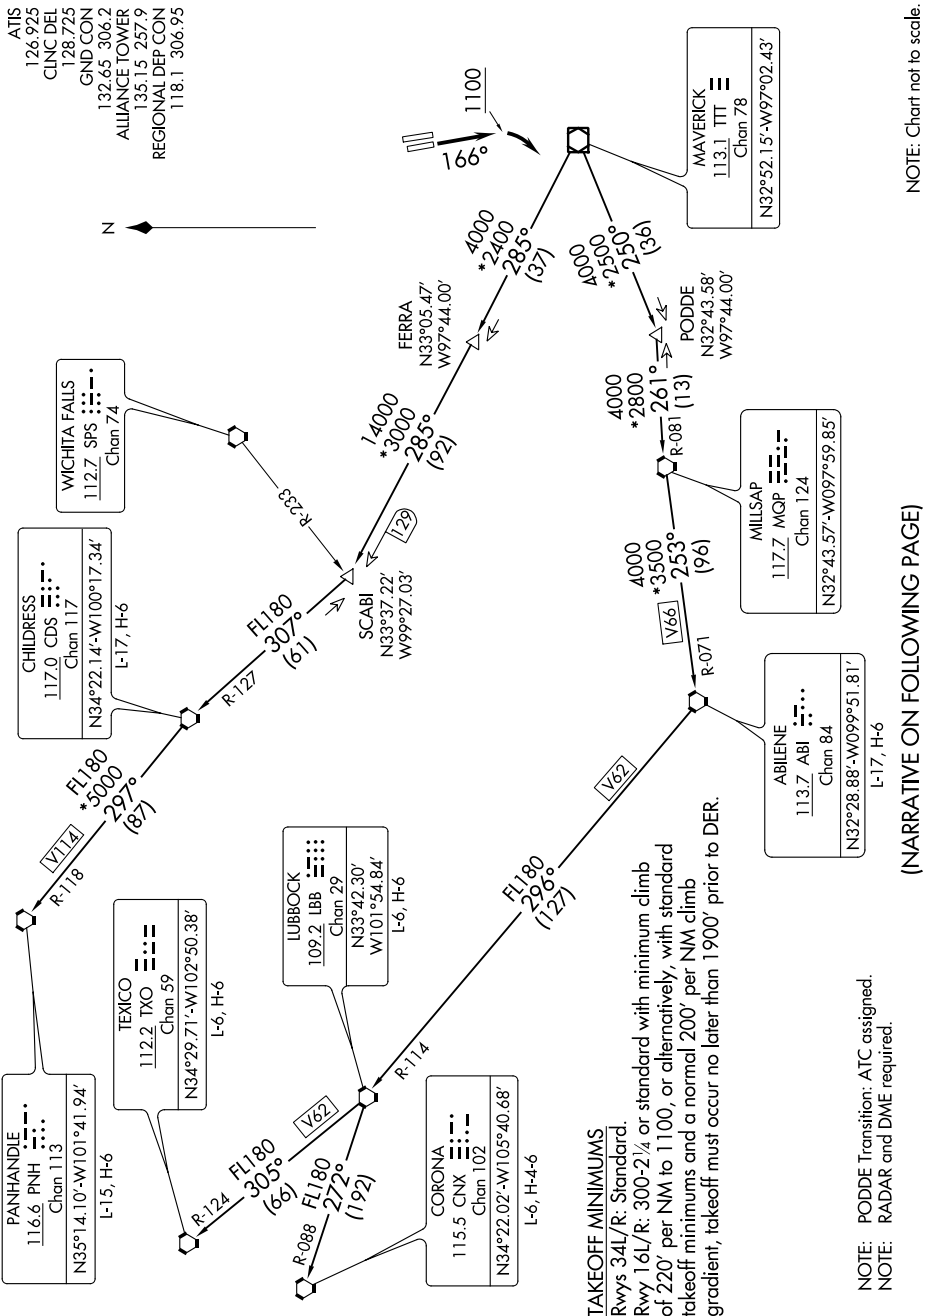 ATIS
126.925
CLNC DEL
128.725
GND CON
132.65 306.2
ALLIANCE TOWER
135.15 257.9
REGIONAL DEP CON
118.1 306.95
N
166°
1100
MAVERICK
113.1 TTT
Chan 78
N32°52.15′-W97°02.43′
NOTE: Chart not to scale.
4000
*2400
285°
(37)
4000
*2500
250°
(36)
FERRA
N33°05.47′
W97°44.00′
PODDE
N32°43.58′
W97°44.00′
14000
*3000
285°
(92)
129
4000
*2800
261°
(13)
R-081
WICHITA FALLS
112.7 SPS
Chan 74
R-233
MILLSAP
117.7 MQP
Chan 124
N32°43.57′-W097°59.85′
SCABI
N33°37.22′
W99°27.03′
4000
*3500
253°
(96)
V66
R-071
CHILDRESS
117.0 CDS
Chan 117
N34°22.14′-W100°17.34′
L-17, H-6
FL180
307°
(61)
R-127
ABILENE
113.7 ABI
Chan 84
N32°28.88′-W099°51.81′
L-17, H-6
FL180
*5000
297°
(87)
V114
R-118
V62
FL180
296°
(127)
R-114
LUBBOCK
109.2 LBB
Chan 29
N33°42.30′
W101°54.84′
L-6, H-6
TEXICO
112.2 TXO
Chan 59
N34°29.71′-W102°50.38′
L-6, H-6
PANHANDLE
116.6 PNH
Chan 113
N35°14.10′-W101°41.94′
L-15, H-6
V62
FL180
305°
(66)
R-124
FL180
272°
(192)
R-088
CORONA
115.5 CNX
Chan 102
N34°22.02′-W105°40.68′
L-6, H-4-6
TAKEOFF MINIMUMS
Rwys 34L/R: Standard.
Rwy 16L/R: 300-2¼ or standard with minimum climb
of 220′ per NM to 1100, or alternatively, with standard
takeoff minimums and a normal 200′ per NM climb
gradient, takeoff must occur no later than 1900′ prior to DER.
NOTE: PODDE Transition: ATC assigned.
NOTE: RADAR and DME required.
(NARRATIVE ON FOLLOWING PAGE)